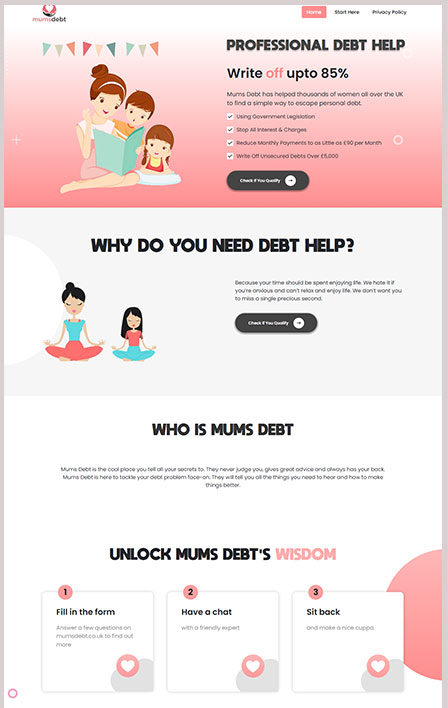 mumsdebt
Home
Start Here
Privacy Policy
PROFESSIONAL DEBT HELP
Write off upto 85%
Mums Debt has helped thousands of women all over the UK
to find a simple way to escape personal debt.
Using Government Legislation
Stop All Interest & Charges
Reduce Monthly Payments to as Little as £90 per Month
Write Off Unsecured Debts Over £5,000
Check If You Qualify
WHY DO YOU NEED DEBT HELP?
Because your time should be spent enjoying life. We hate it if
you're anxious and can't relax and enjoy life. We don't want you
to miss a single precious second.
Check If You Qualify
WHO IS MUMS DEBT
Mums Debt is the cool place you tell all your secrets to. They never judge you, gives great advice and always has your back.
Mums Debt is here to tackle your debt problem face-on. They will tell you all the things you need to hear and how to make
things better.
UNLOCK MUMS DEBT'S WISDOM
1
Fill in the form
Answer a few questions on
mumsdebt.co.uk to find out
more
2
Have a chat
with a friendly expert
3
Sit back
and make a nice cuppa